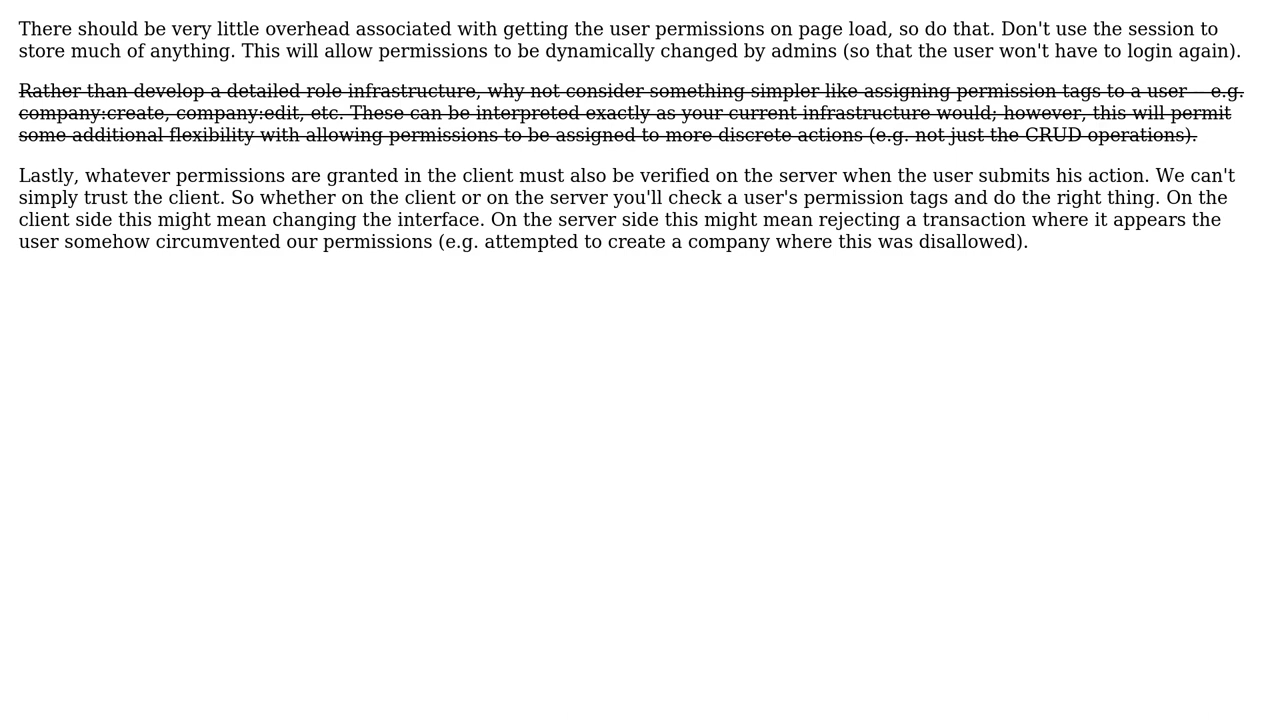 There should be very little overhead associated with getting the user permissions on page load, so do that. Don't use the session to
store much of anything. This will allow permissions to be dynamically changed by admins (so that the user won't have to login again).
Rather than develop a detailed role infrastructure, why not consider something simpler like assigning permission tags to a user — e.g.
company:create, company:edit, etc. These can be interpreted exactly as your current infrastructure would; however, this will permit
some additional flexibility with allowing permissions to be assigned to more discrete actions (e.g. not just the CRUD operations).
Lastly, whatever permissions are granted in the client must also be verified on the server when the user submits his action. We can't
simply trust the client. So whether on the client or on the server you'll check a user's permission tags and do the right thing. On the
client side this might mean changing the interface. On the server side this might mean rejecting a transaction where it appears the
user somehow circumvented our permissions (e.g. attempted to create a company where this was disallowed).